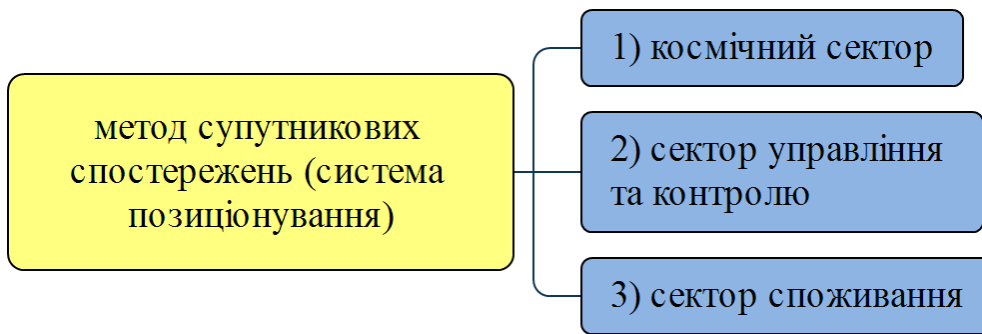 метод супутникових
спостережень (система
позиціонування)
1) космічний сектор
2) сектор управління
та контролю
3) сектор споживання